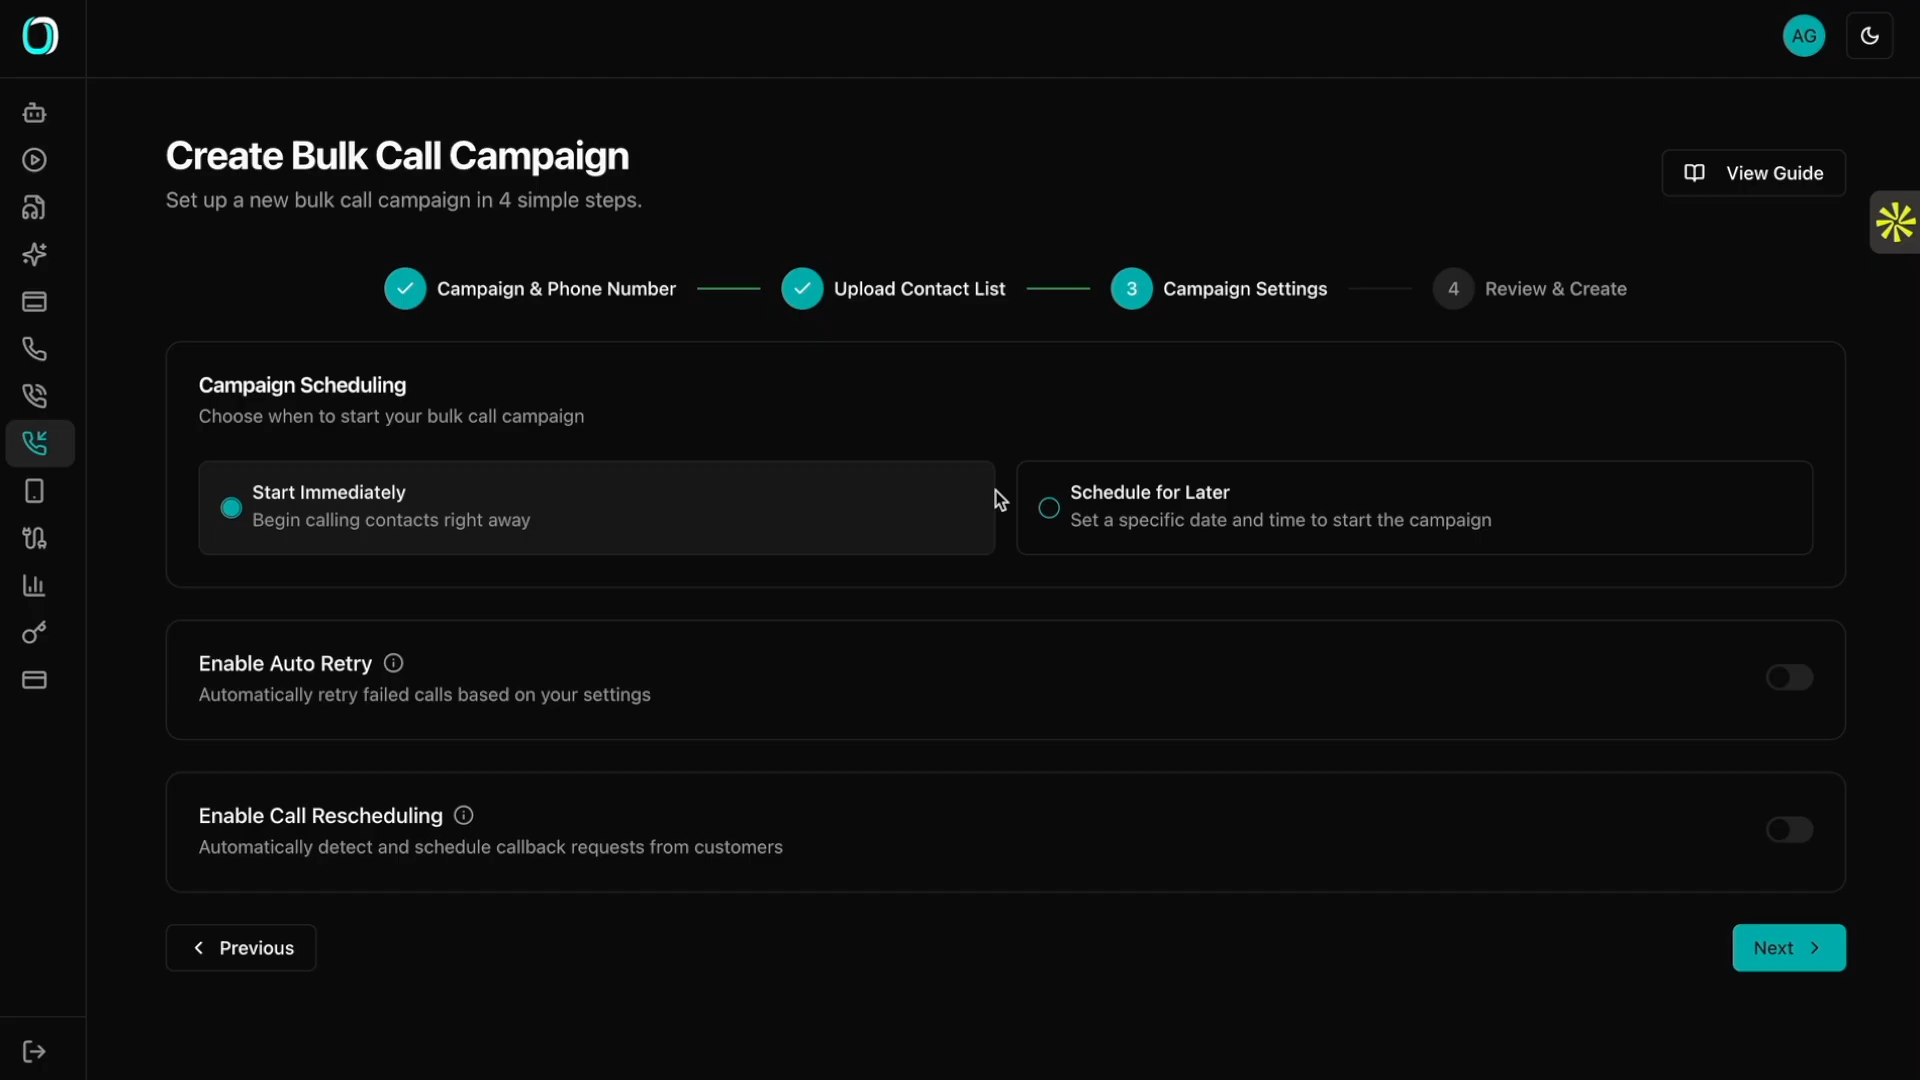 AG
Create Bulk Call Campaign
Set up a new bulk call campaign in 4 simple steps.
View Guide
Campaign & Phone Number
Upload Contact List
3 Campaign Settings
4 Review & Create
Campaign Scheduling
Choose when to start your bulk call campaign
Start Immediately
Begin calling contacts right away
Schedule for Later
Set a specific date and time to start the campaign
Enable Auto Retry
Automatically retry failed calls based on your settings
Enable Call Rescheduling
Automatically detect and schedule callback requests from customers
Previous
Next